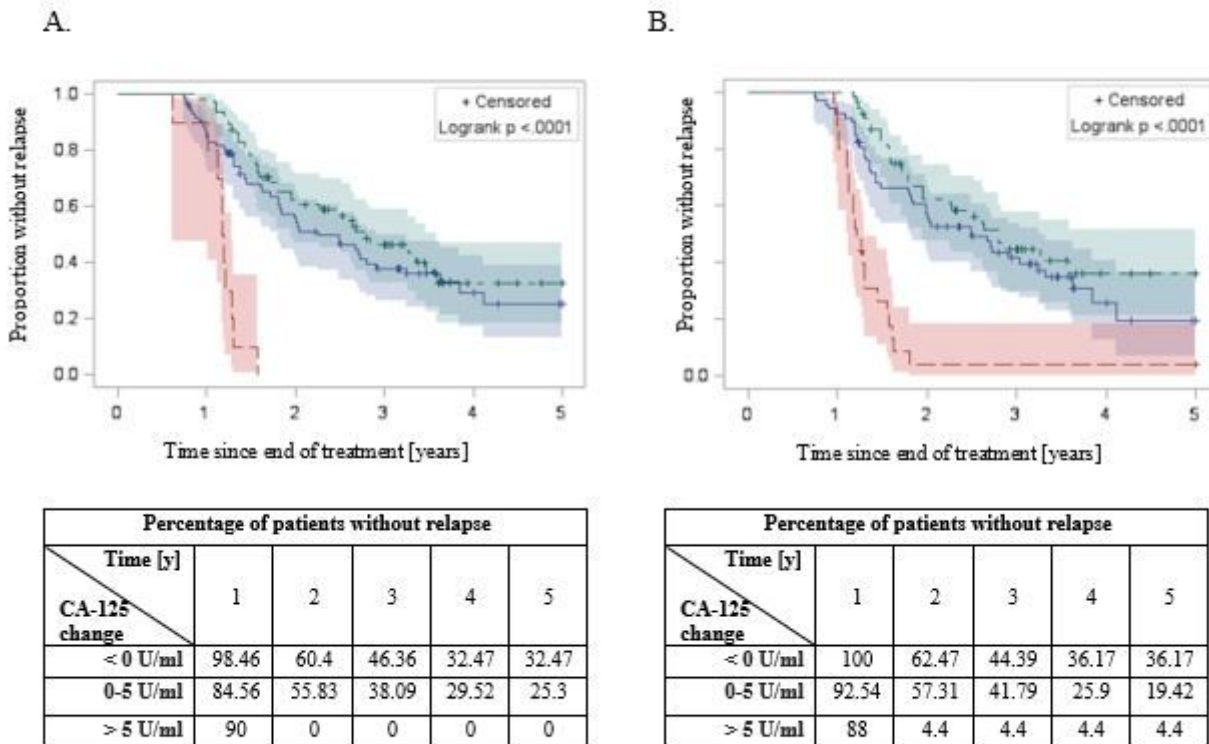 A.
Proportion without relapse
1.0
0.8
0.6
0.4
0.2
0.0
+ Censored
Logrank p <.0001
0 1 2 3 4 5
Time since end of treatment [years]
Percentage of patients without relapse
Time [y]
CA-125
change
1 2 3 4 5
< 0 U/ml 98.46 60.4 46.36 32.47 32.47
0-5 U/ml 84.56 55.83 38.09 29.52 25.3
> 5 U/ml 90 0 0 0 0
B.
Proportion without relapse
0.0
+ Censored
Logrank p <.0001
0 1 2 3 4 5
Time since end of treatment [years]
Percentage of patients without relapse
Time [y]
CA-125
change
1 2 3 4 5
< 0 U/ml 100 62.47 44.39 36.17 36.17
0-5 U/ml 92.54 57.31 41.79 25.9 19.42
> 5 U/ml 88 4.4 4.4 4.4 4.4